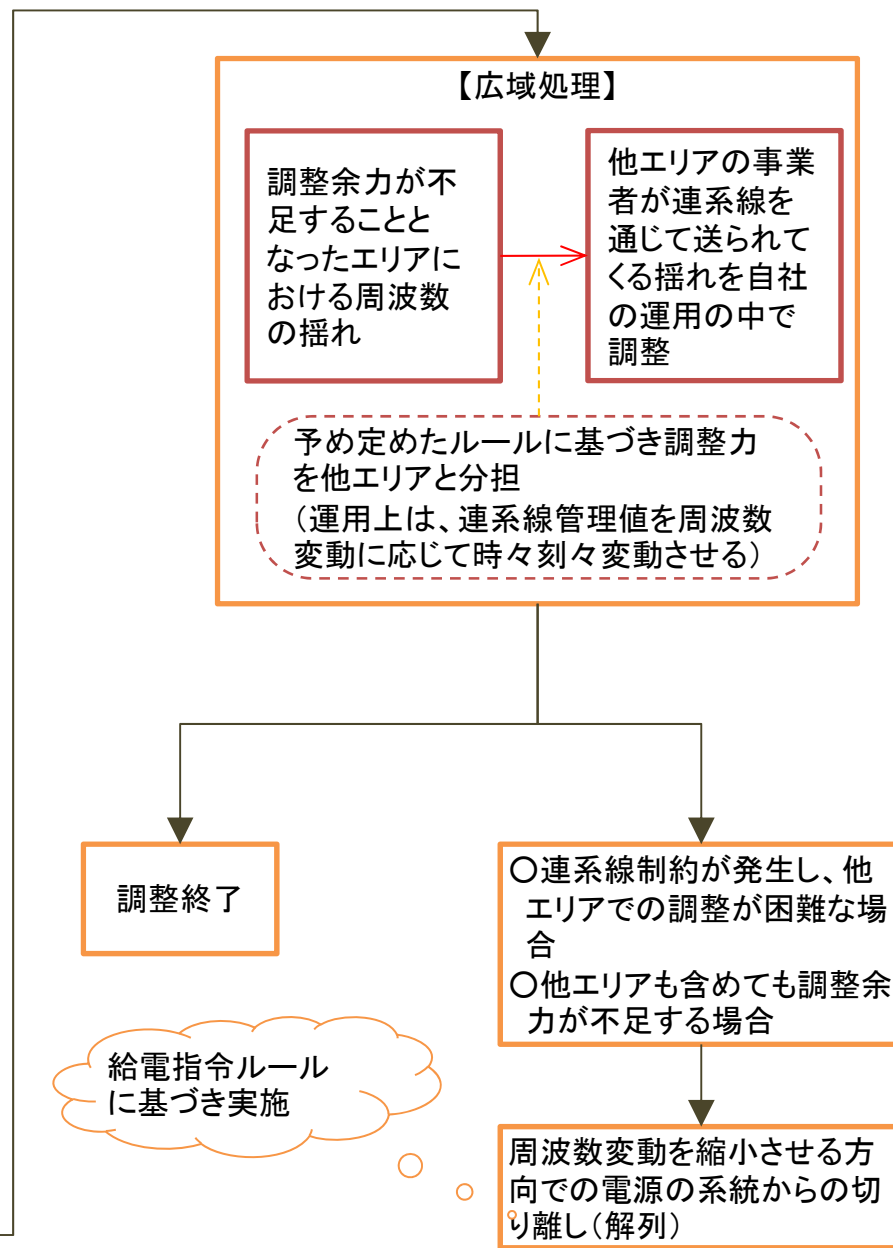 【広域処理】
調整余力が不
足することと
なったエリアに
おける周波数
の揺れ
他エリアの事業
者が連系線を
通じて送られて
くる揺れを自社
の運用の中で
調整
予め定めたルールに基づき調整力
を他エリアと分担
（運用上は、連系線管理値を周波数
変動に応じて時々刻々変動させる）
調整終了
○連系線制約が発生し、他
エリアでの調整が困難な場
合
○他エリアも含めても調整余
力が不足する場合
給電指令ルール
に基づき実施
周波数変動を縮小させる方
向での電源の系統からの切
り離し（解列）